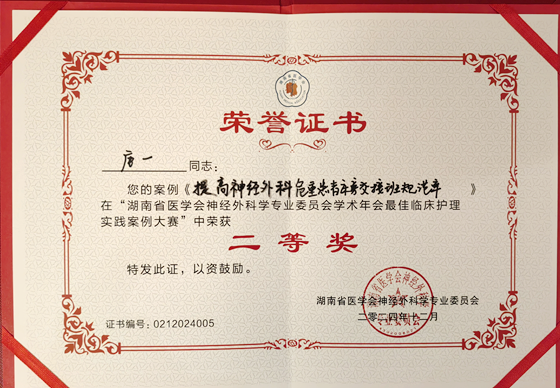 荣誉证书
唐一同志：
您的案例《提高神经外科危重患者床旁交接班规范率》
在“湖南省医学会神经外科学专业委员会学术年会最佳临床护理
实践案例大赛”中荣获
二等奖
特发此证，以资鼓励。
湖南省医学会神经外科学专业委员会
二零二四年十二月
证书编号：0212024005